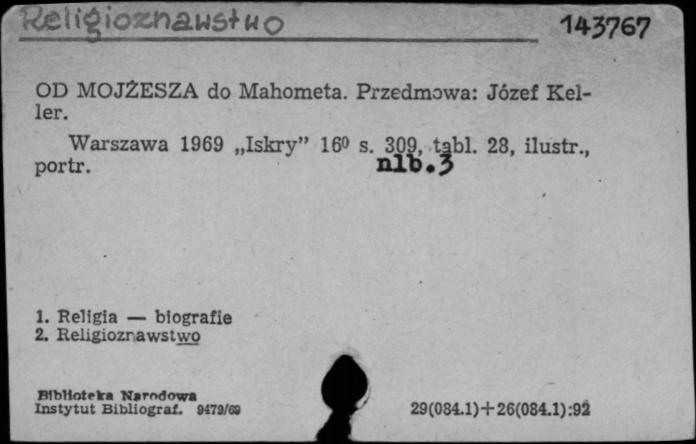 Religioznawstwo 143767
OD MOJŻESZA do Mahometa. Przedmowa: Józef Kel-
ler.
Warszawa 1969 „Iskry” 16⁰ s. 309, tabl. 28, ilustr.,
portr. nlb.3
1. Religia — biografie
2. Religioznawstwo
Biblioteka Narodowa
Instytut Bibliograf. 9479/69 29(084.1)+26(084.1):92